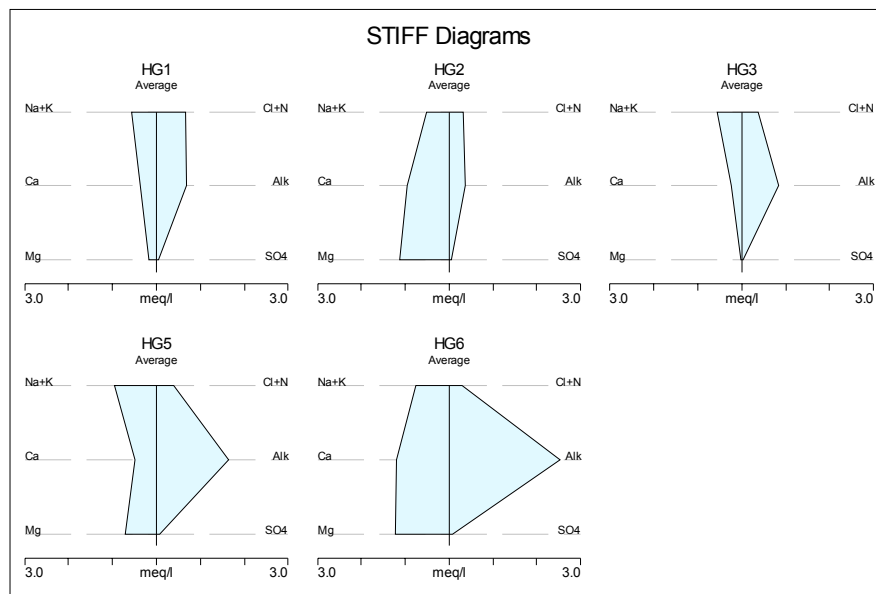 STIFF Diagrams
HG1
Average
Na+K Cl+N
Ca Alk
Mg SO4
3.0 meq/l 3.0
HG2
Average
Na+K Cl+N
Ca Alk
Mg SO4
3.0 meq/l 3.0
HG3
Average
Na+K Cl+N
Ca Alk
Mg SO4
3.0 meq/l 3.0
HG5
Average
Na+K Cl+N
Ca Alk
Mg SO4
3.0 meq/l 3.0
HG6
Average
Na+K Cl+N
Ca Alk
Mg SO4
3.0 meq/l 3.0